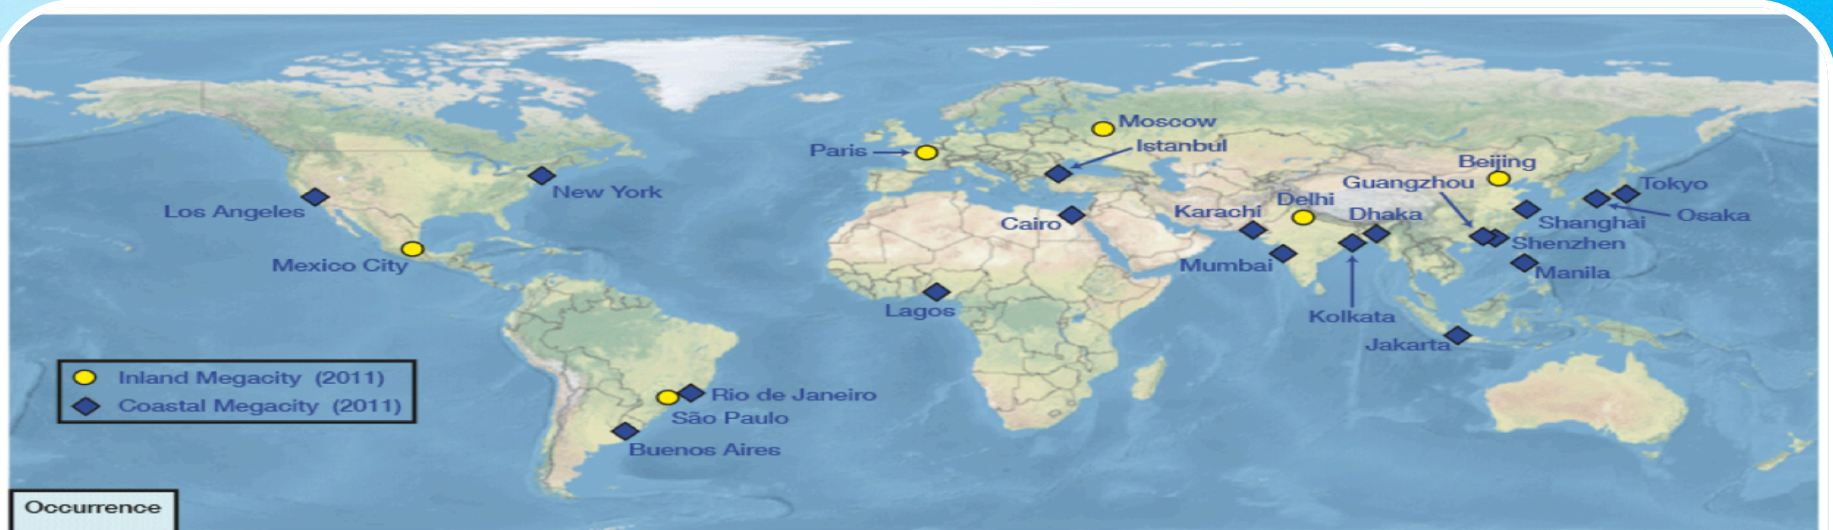 Moscow
Paris
Istanbul
Beijing
Guangzhou
Tokyo
New York
Delhi
Los Angeles
Karachi
Dhaka
Osaka
Cairo
Shanghai
Shenzhen
Mexico City
Mumbai
Manila
Lagos
Kolkata
Jakarta
Inland Megacity (2011)
Coastal Megacity (2011)
Rio de Janeiro
São Paulo
Buenos Aires
Occurrence